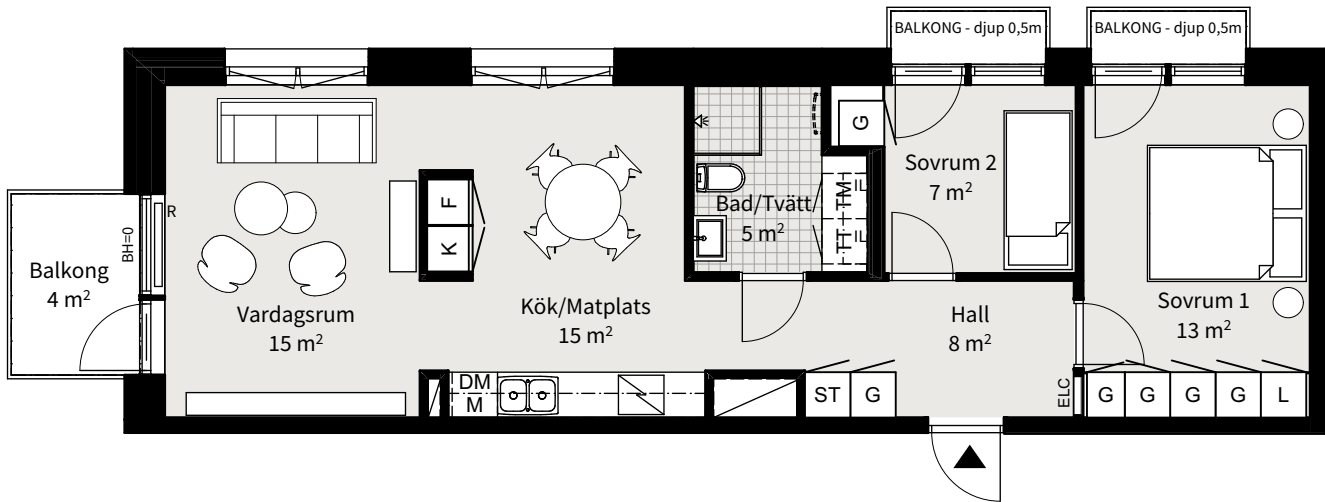 BALKONG - djup 0,5m
BALKONG - djup 0,5m
G
Sovrum 2
7 m²
F
K
Bad/Tvätt
5 m²
TM
TT
R
BH=0
Balkong
4 m²
Vardagsrum
15 m²
Kök/Matplats
15 m²
Hall
8 m²
Sovrum 1
13 m²
DM
M
ST
G
ELC
G
G
G
G
L